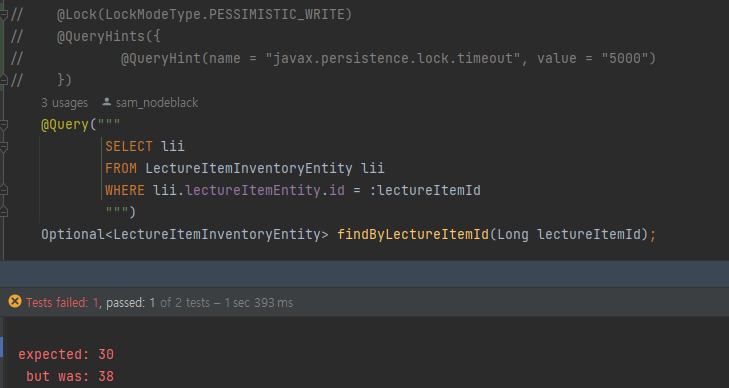 //    @Lock(LockModeType.PESSIMISTIC_WRITE)
//    @QueryHints({
//            @QueryHint(name = "javax.persistence.lock.timeout", value = "5000")
//    })
3 usages  sam_nodeblack
@Query("""
SELECT lii
FROM LectureItemInventoryEntity lii
WHERE lii.lectureItemEntity.id = :lectureItemId
""")
Optional<LectureItemInventoryEntity> findByLectureItemId(Long lectureItemId);
Tests failed: 1, passed: 1 of 2 tests – 1 sec 393 ms
expected: 30
but was: 38